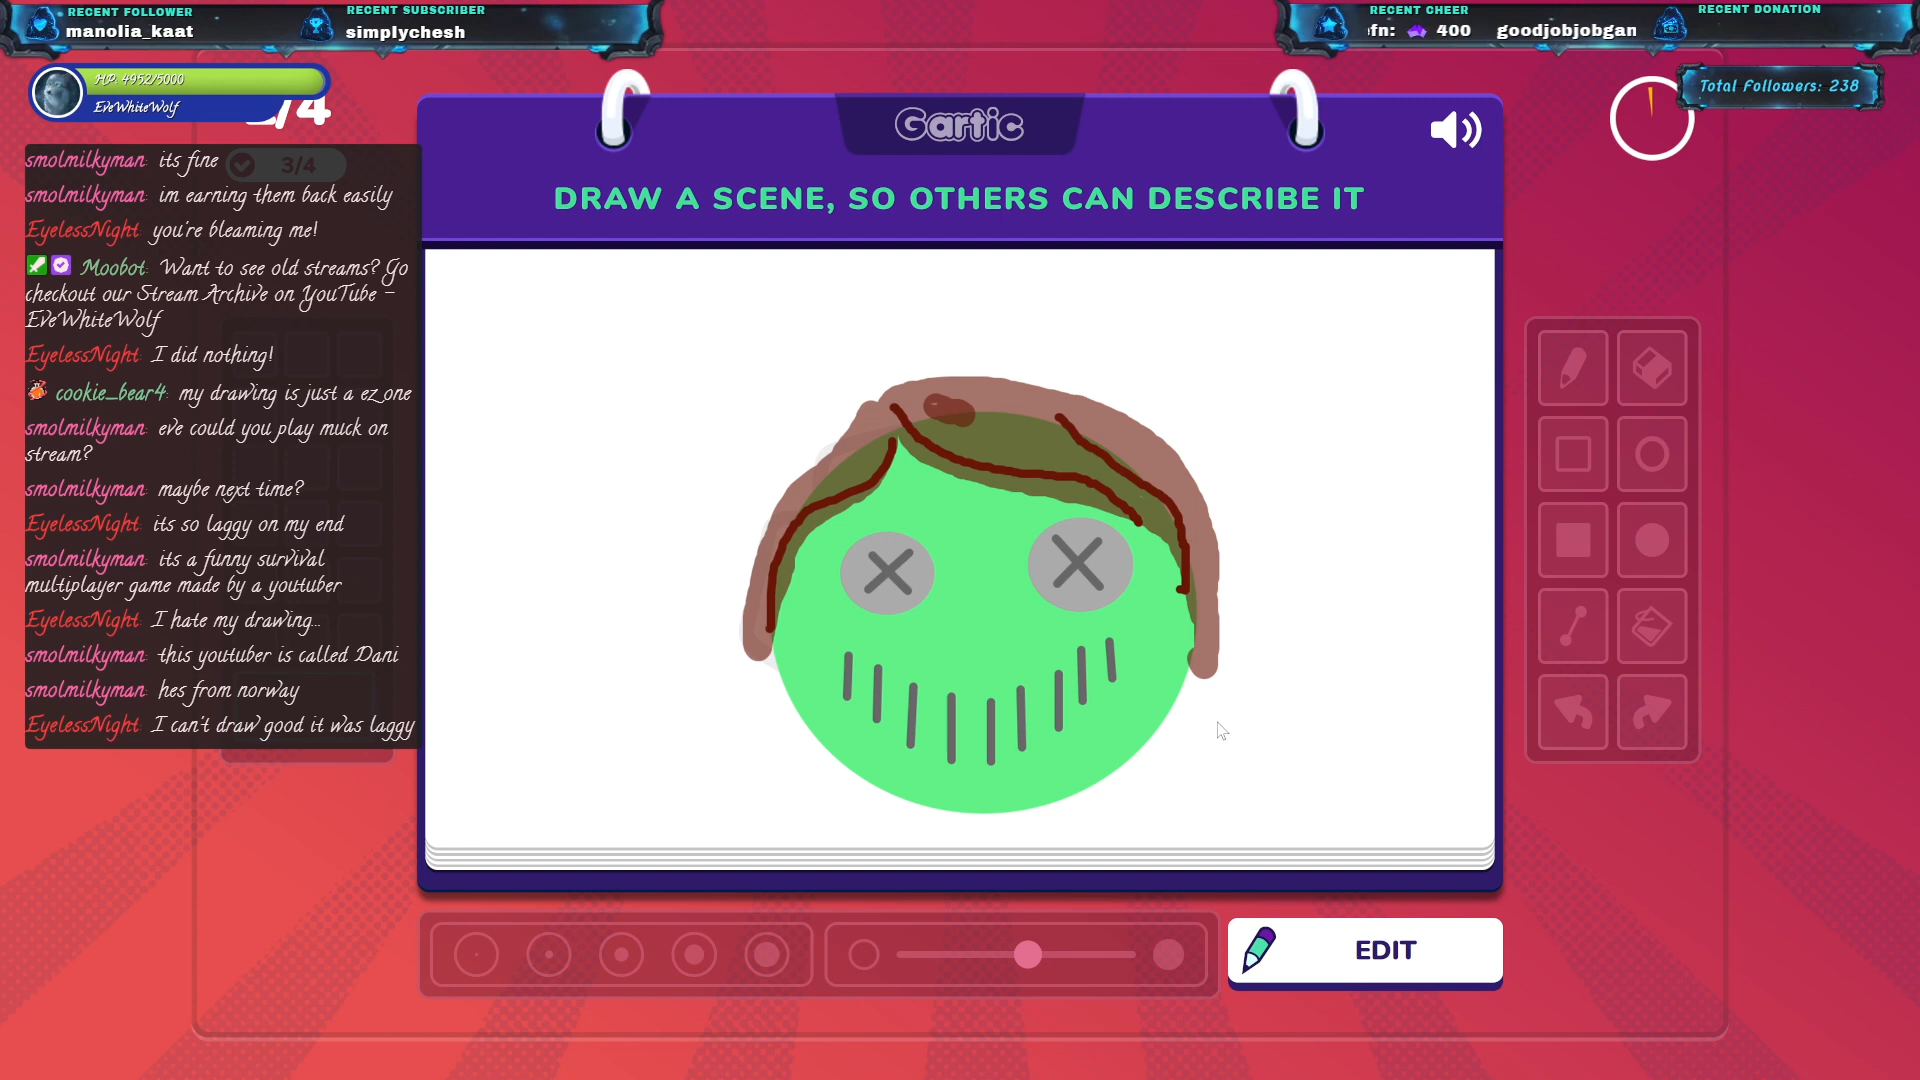 RECENT FOLLOWER
manolia_kaat
RECENT SUBSCRIBER
simplychesh
RECENT CHEER
efn: 400 goodjobjobgan
RECENT DONATION
HP: 4952/5000
EveWhiteWolf
/4
3/4
Total Followers: 238
Gartic
DRAW A SCENE, SO OTHERS CAN DESCRIBE IT
smolmilkyman: its fine
smolmilkyman: im earning them back easily
EyelessNight: you're bleaming me!
Moobot: Want to see old streams? Go
checkout our Stream Archive on YouTube -
EveWhiteWolf
EyelessNight: I did nothing!
cookie_bear4: my drawing is just a ez one
smolmilkyman: eve could you play muck on
stream?
smolmilkyman: maybe next time?
EyelessNight: its so laggy on my end
smolmilkyman: its a funny survival
multiplayer game made by a youtuber
EyelessNight: I hate my drawing...
smolmilkyman: this youtuber is called Dani
smolmilkyman: hes from norway
EyelessNight: I can't draw good it was laggy
EDIT